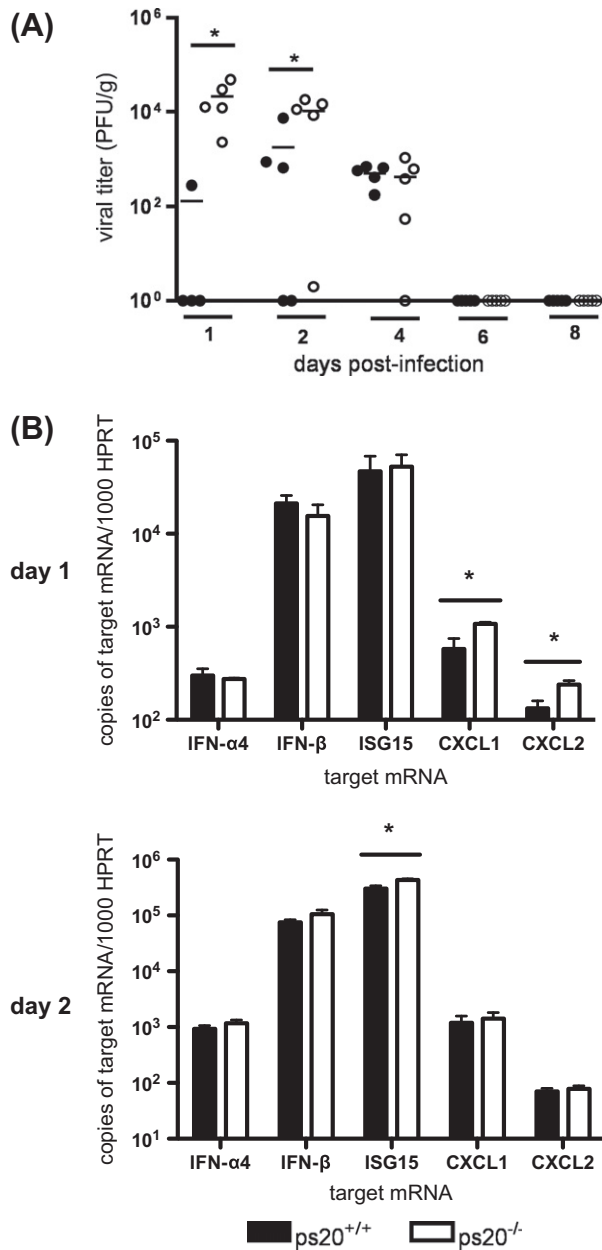 (A)
viral titer (PFU/g)
10⁶
10⁴
10²
10⁰
*
*
1 2 4 6 8
days post-infection
(B)
day 1
copies of target mRNA/1000 HPRT
10⁵
10⁴
10³
10²
*
*
IFN-α4 IFN-β ISG15 CXCL1 CXCL2
target mRNA
day 2
copies of target mRNA/1000 HPRT
10⁶
10⁵
10⁴
10³
10²
10¹
*
IFN-α4 IFN-β ISG15 CXCL1 CXCL2
target mRNA
ps20⁺/⁺ ps20⁻/⁻